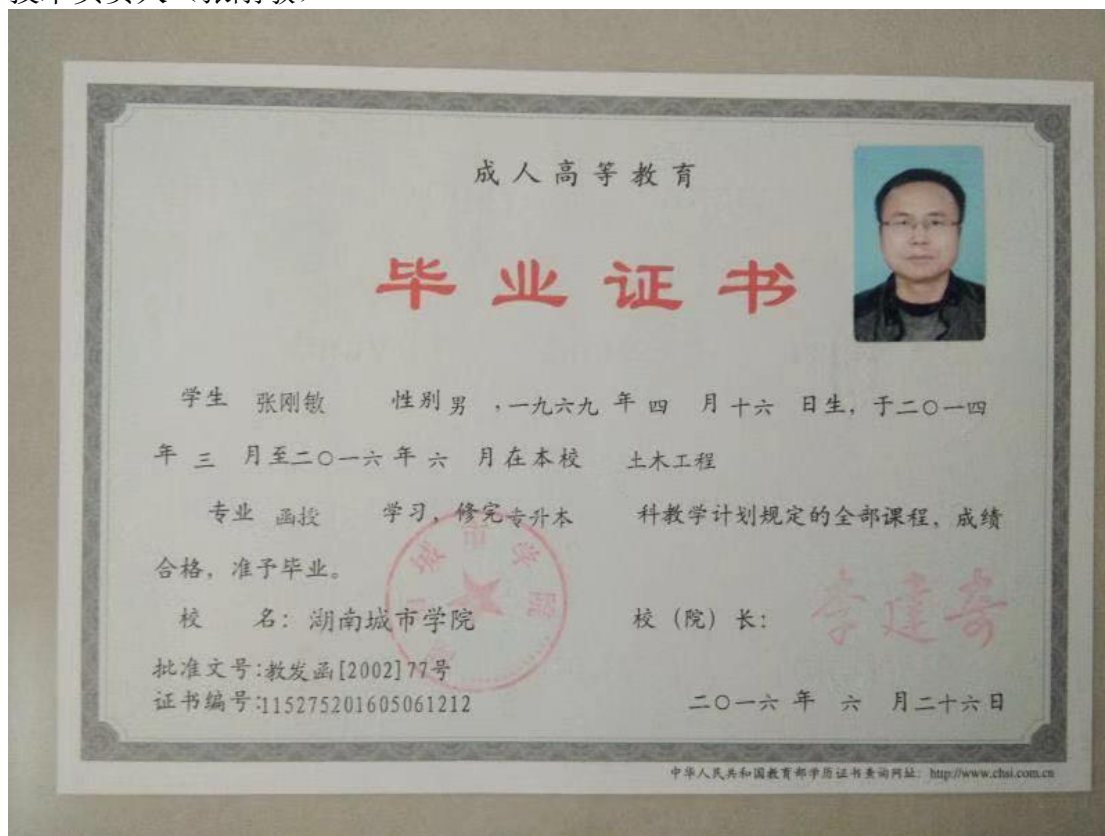 成人高等教育
毕业证书
学生 张刚敏 性别 男 ，一九六九 年 四 月 十六 日生，于二〇一四
年 三 月至二〇一六 年 六 月在本校 土木工程
专业 函授 学习，修完专升本 科教学计划规定的全部课程，成绩
合格，准予毕业。
校 名：湖南城市学院 校（院）长：李建奇
批准文号:教发函[2002]77号
证书编号:115275201605061212 二〇一六 年 六 月二十六日
中华人民共和国教育部学历证书查询网址：http://www.chsi.com.cn